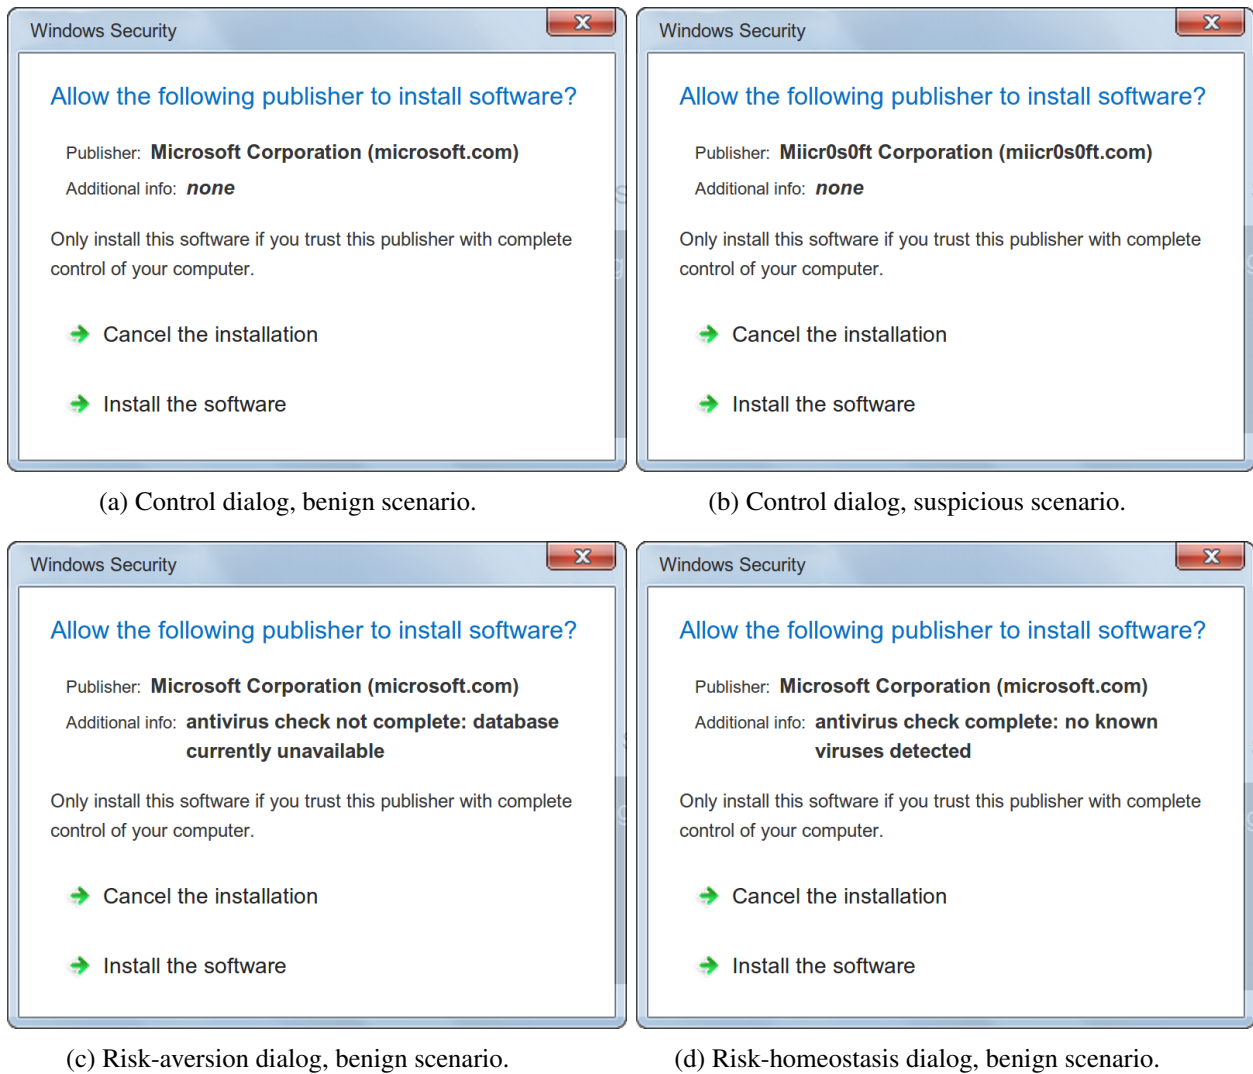 Windows Security
Allow the following publisher to install software?
Publisher: Microsoft Corporation (microsoft.com)
Additional info: none
Only install this software if you trust this publisher with complete
control of your computer.
Cancel the installation
Install the software
(a) Control dialog, benign scenario.
Windows Security
Allow the following publisher to install software?
Publisher: Miicr0s0ft Corporation (miicr0s0ft.com)
Additional info: none
Only install this software if you trust this publisher with complete
control of your computer.
Cancel the installation
Install the software
(b) Control dialog, suspicious scenario.
Windows Security
Allow the following publisher to install software?
Publisher: Microsoft Corporation (microsoft.com)
Additional info: antivirus check not complete: database
currently unavailable
Only install this software if you trust this publisher with complete
control of your computer.
Cancel the installation
Install the software
(c) Risk-aversion dialog, benign scenario.
Windows Security
Allow the following publisher to install software?
Publisher: Microsoft Corporation (microsoft.com)
Additional info: antivirus check complete: no known
viruses detected
Only install this software if you trust this publisher with complete
control of your computer.
Cancel the installation
Install the software
(d) Risk-homeostasis dialog, benign scenario.